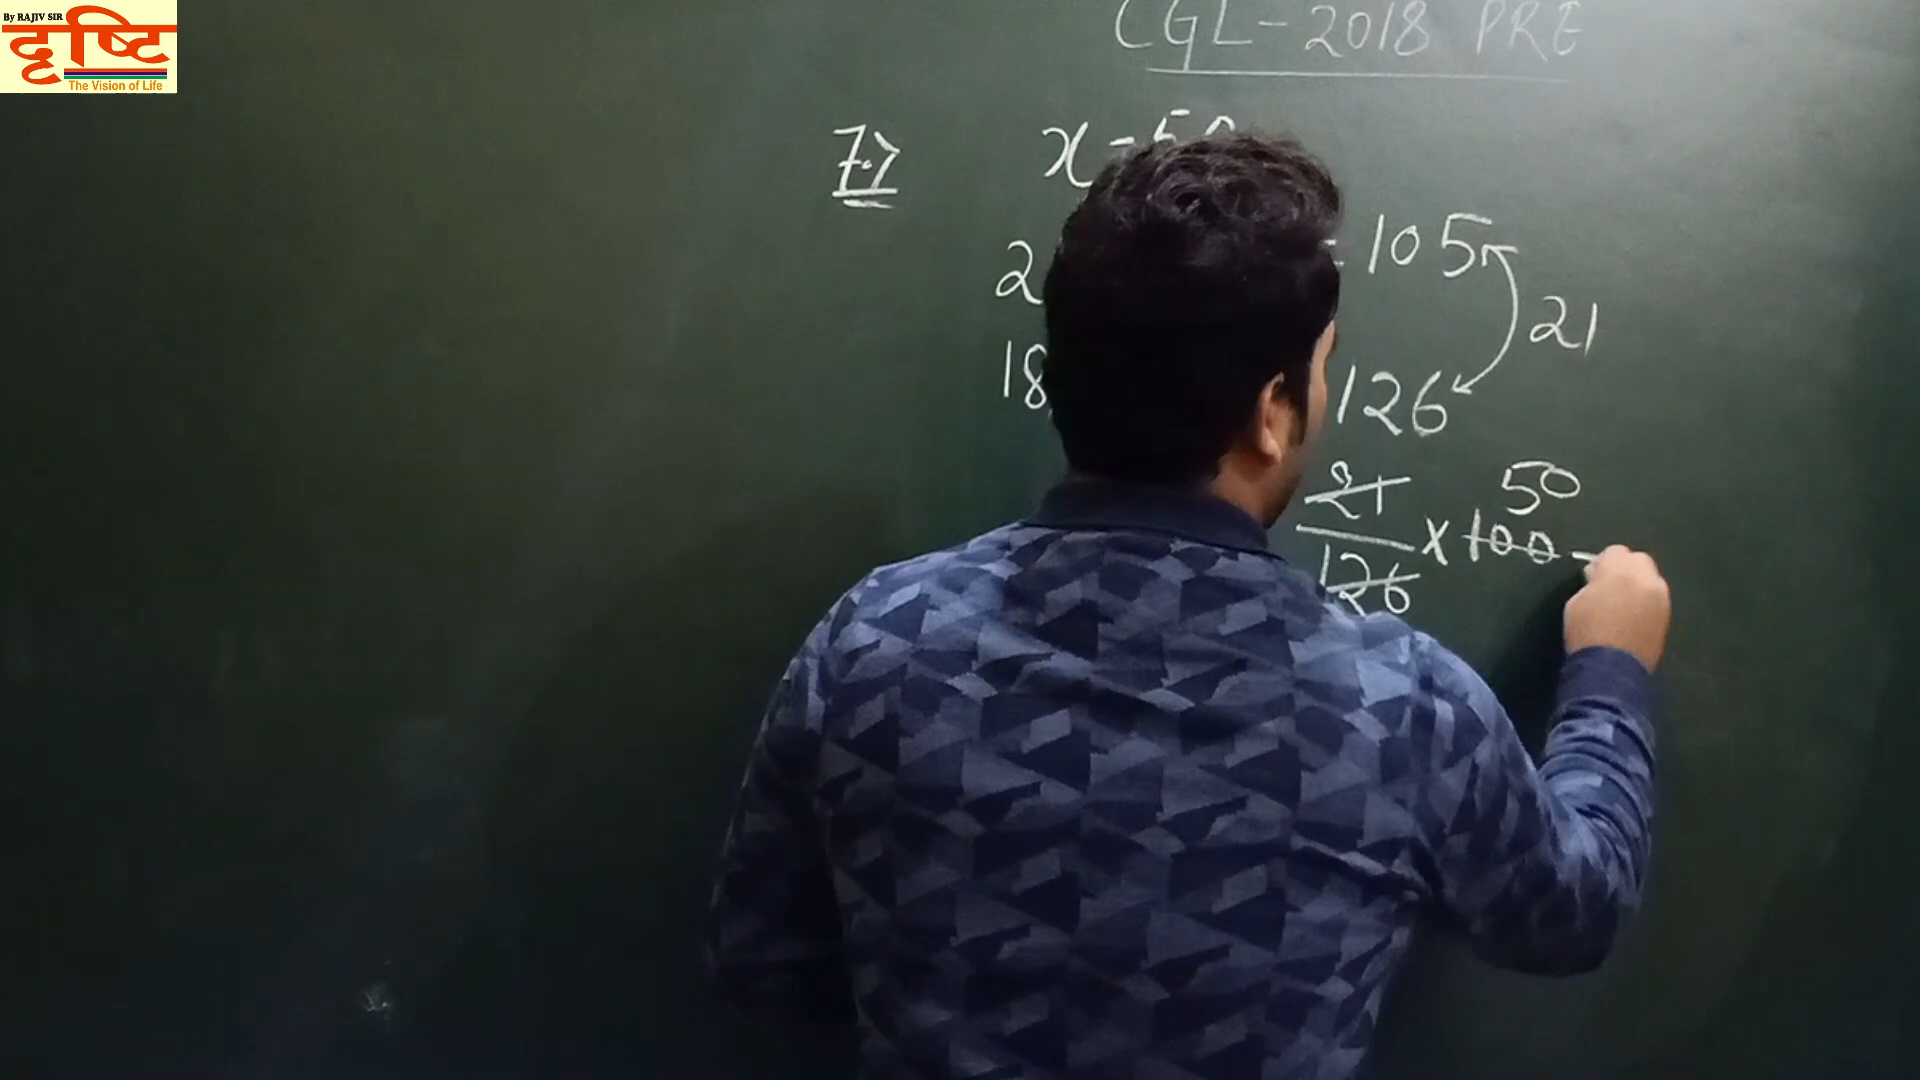 By RAJIV SIR
दृष्टि
The Vision of Life
CGL-2018 PRE
7.>
x-50
2 = 105
21
18 126
50
21
126 × 100 -